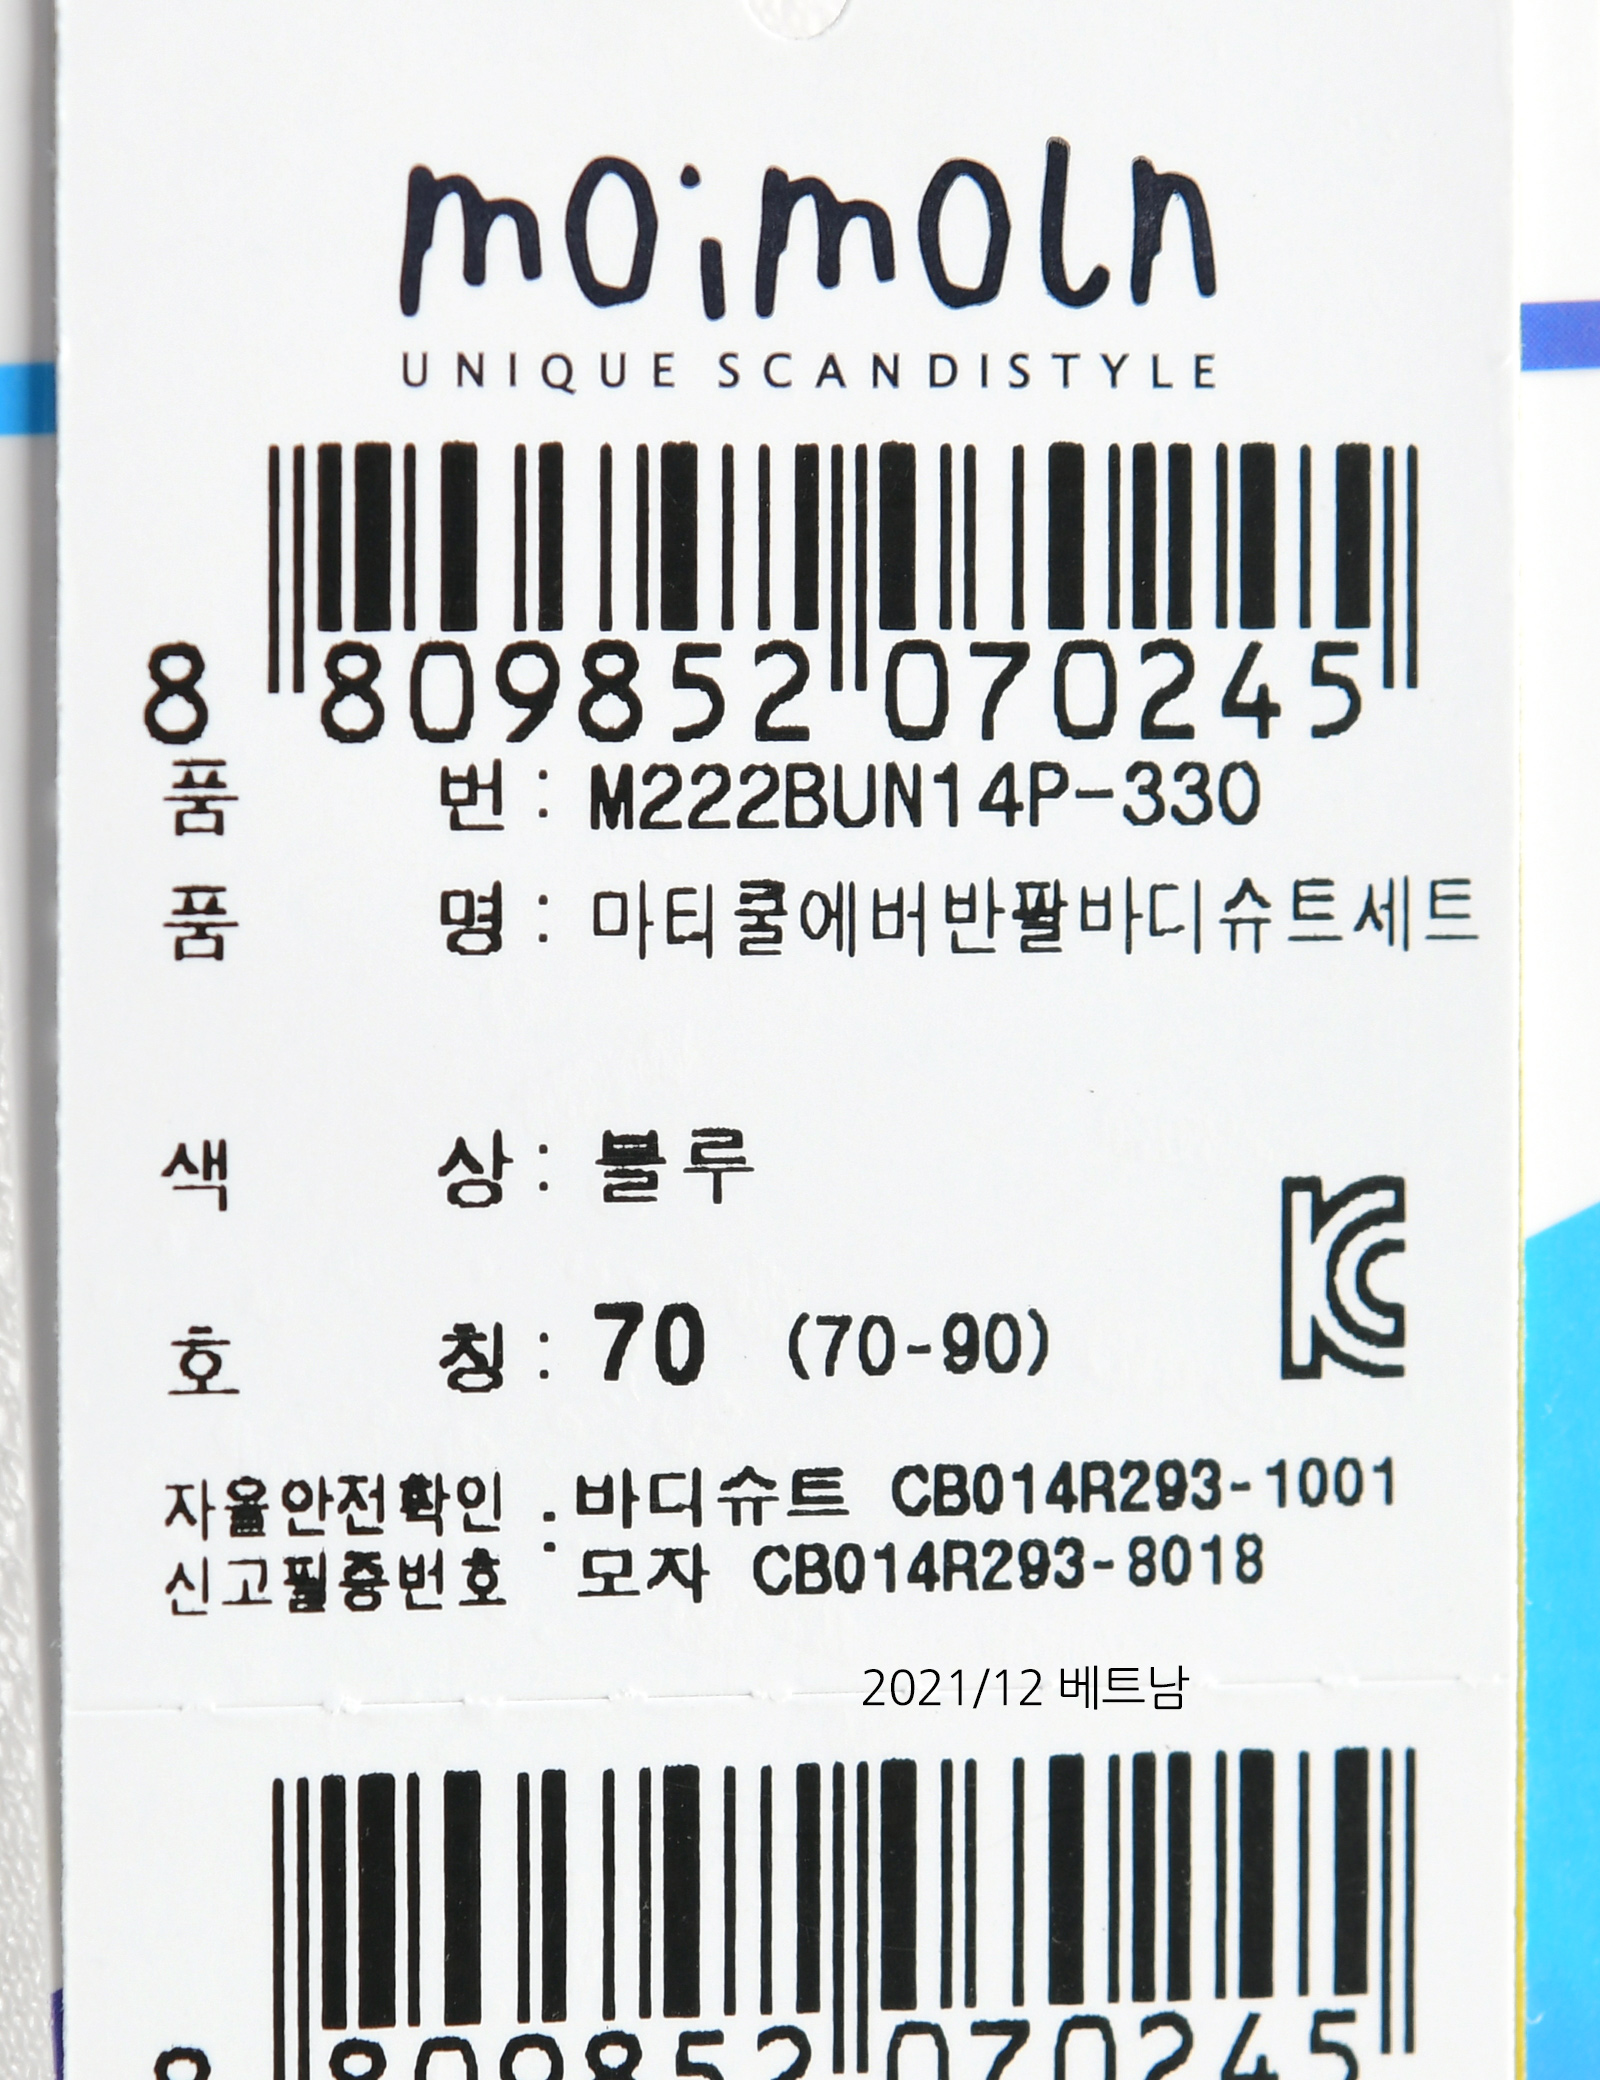 moimoln
UNIQUE SCANDISTYLE
8 809852 070245
품 번 : M222BUN14P-330
품 명 : 마티쿨에버반팔바디슈트세트
색 상 : 블루
호 칭 : 70 (70-90)
자율안전확인 : 바디슈트 CB014R293-1001
신고필증번호 모자 CB014R293-8018
2021/12 베트남
8 809852 070245